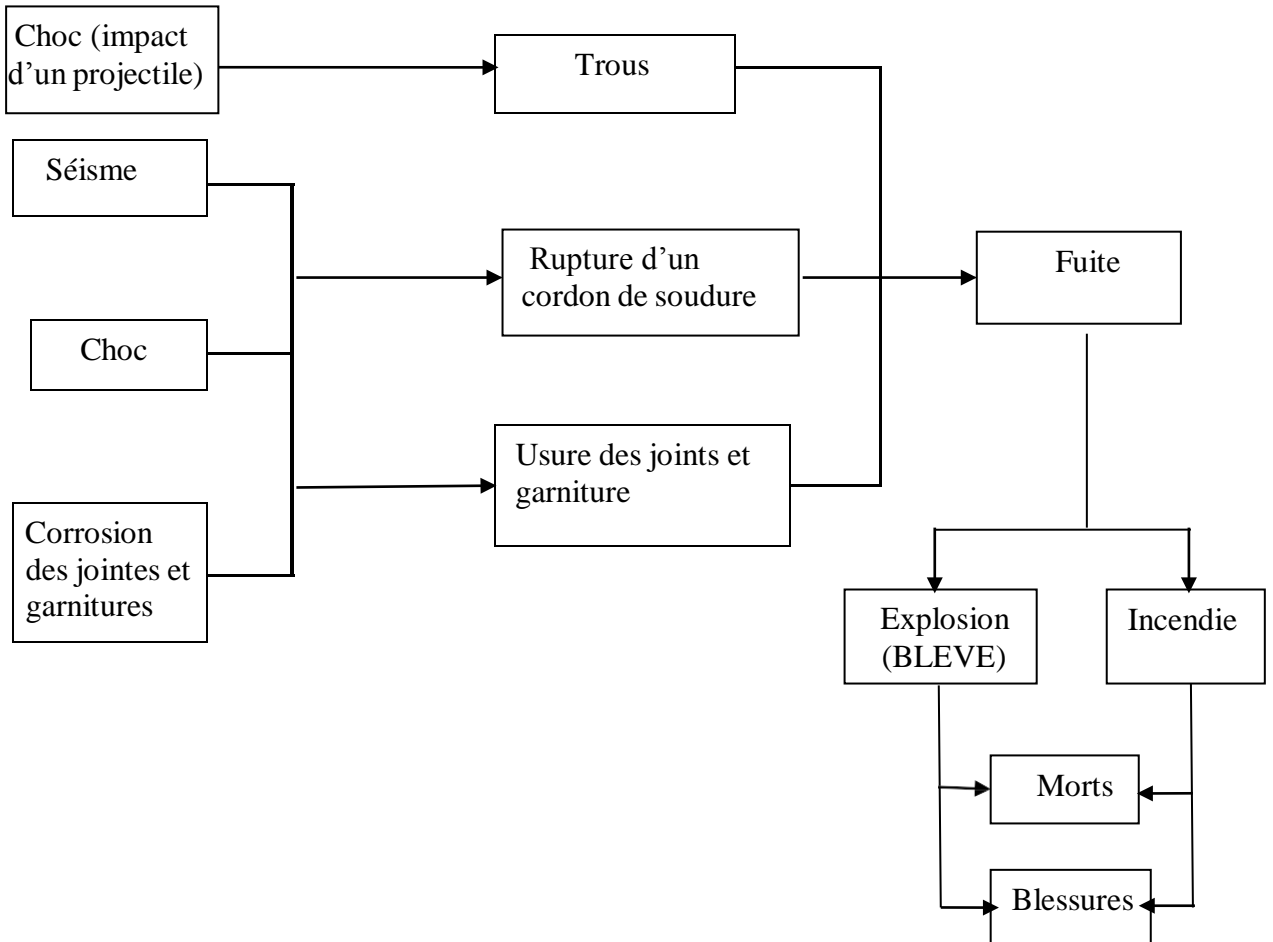 Choc (impact
d’un projectile)
Trous
Séisme
Rupture d’un
cordon de soudure
Fuite
Choc
Usure des joints et
garniture
Corrosion
des jointes et
garnitures
Explosion
(BLEVE)
Incendie
Morts
Blessures